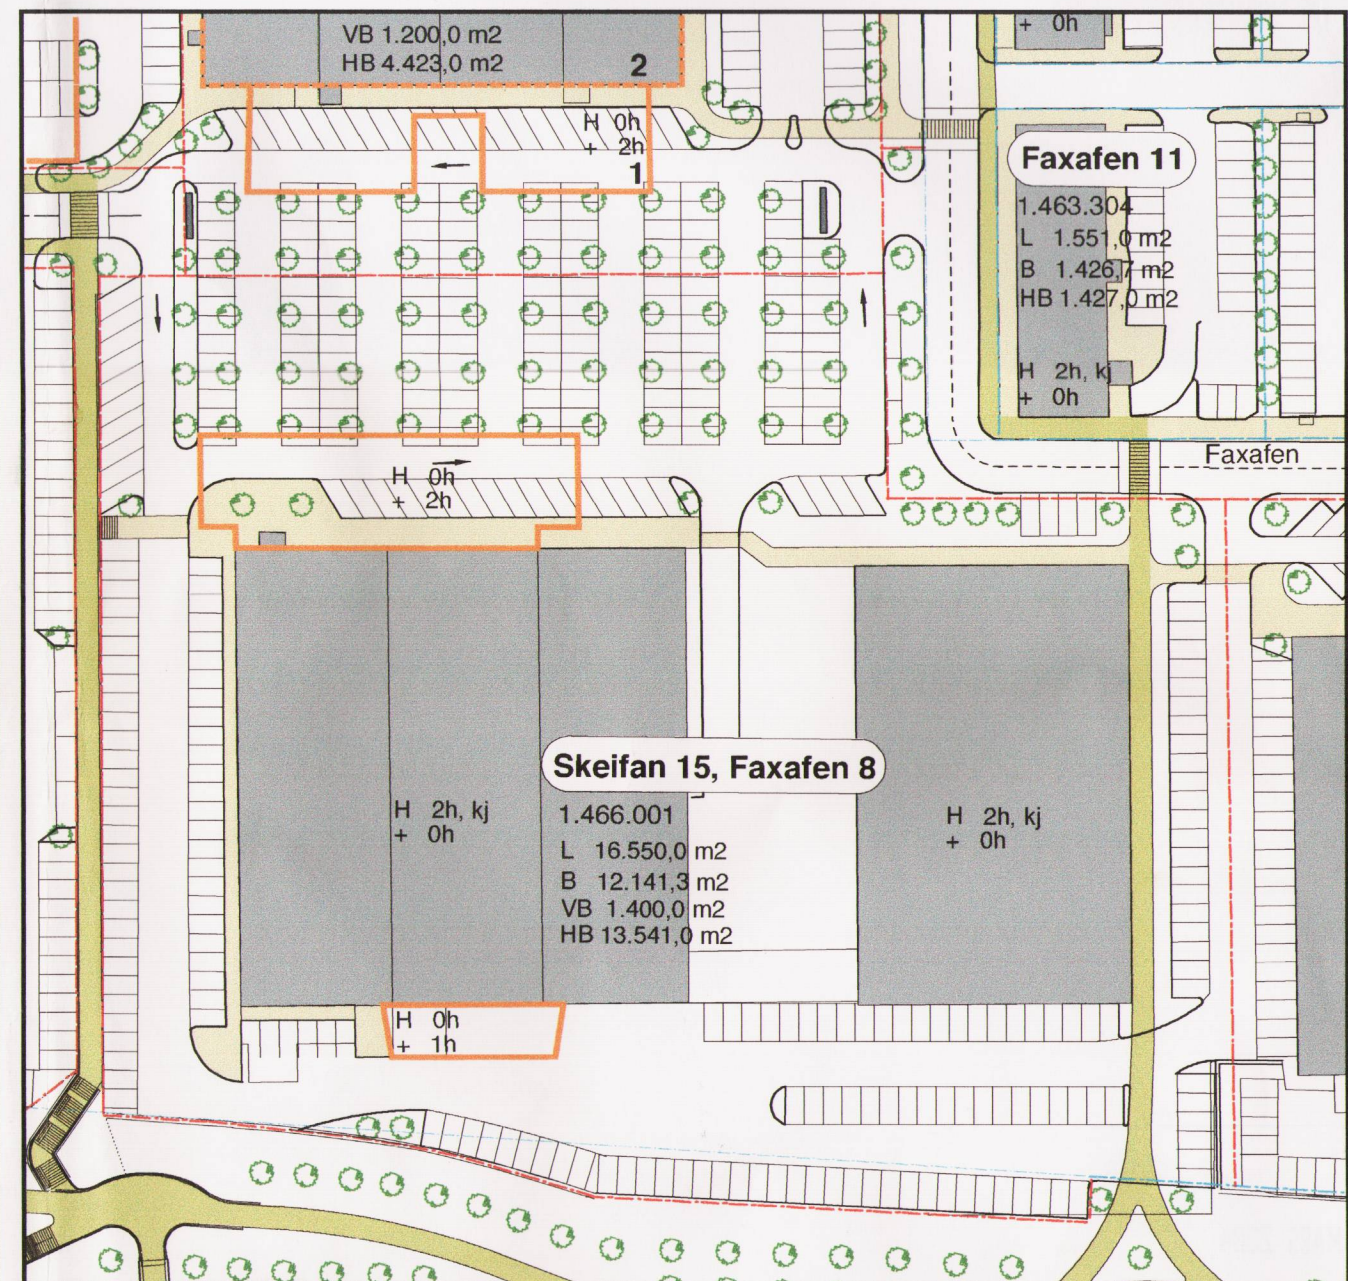 VB 1.200,0 m2
HB 4.423,0 m2
2
+ 0h
H 0h
+ 2h
1
Faxafen 11
1.463.304
L 1.551,0 m2
B 1.426,7 m2
HB 1.427,0 m2
H 2h, kj
+ 0h
Faxafen
H 0h
+ 2h
Skeifan 15, Faxafen 8
H 2h, kj
+ 0h
1.466.001
L 16.550,0 m2
B 12.141,3 m2
VB 1.400,0 m2
HB 13.541,0 m2
H 2h, kj
+ 0h
H 0h
+ 1h